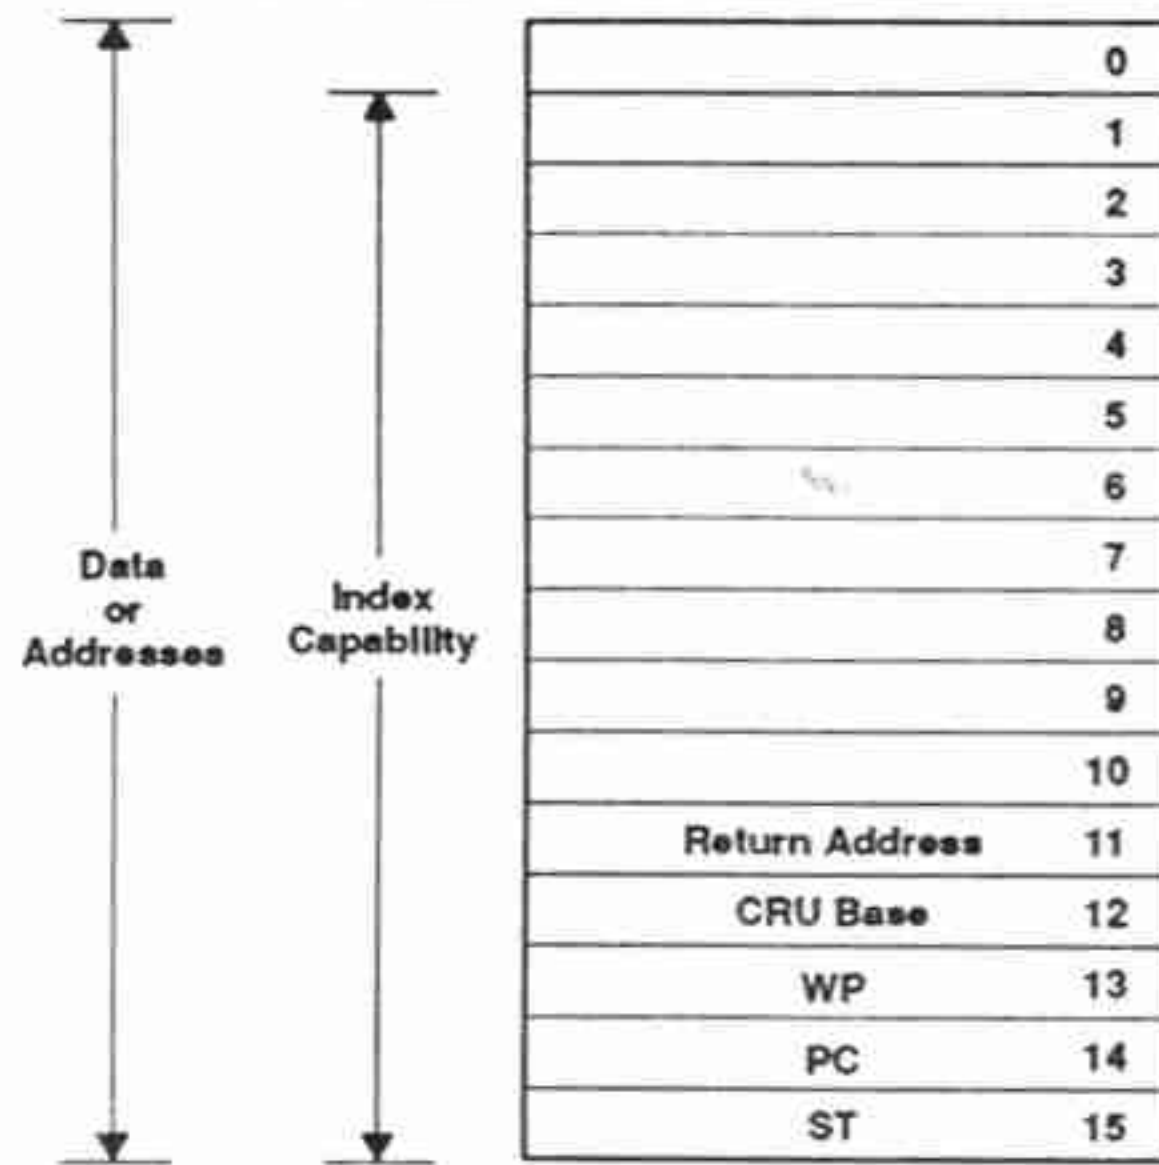 Data
or
Addresses
Index
Capability
0
1
2
3
4
5
6
7
8
9
10
Return Address 11
CRU Base 12
WP 13
PC 14
ST 15